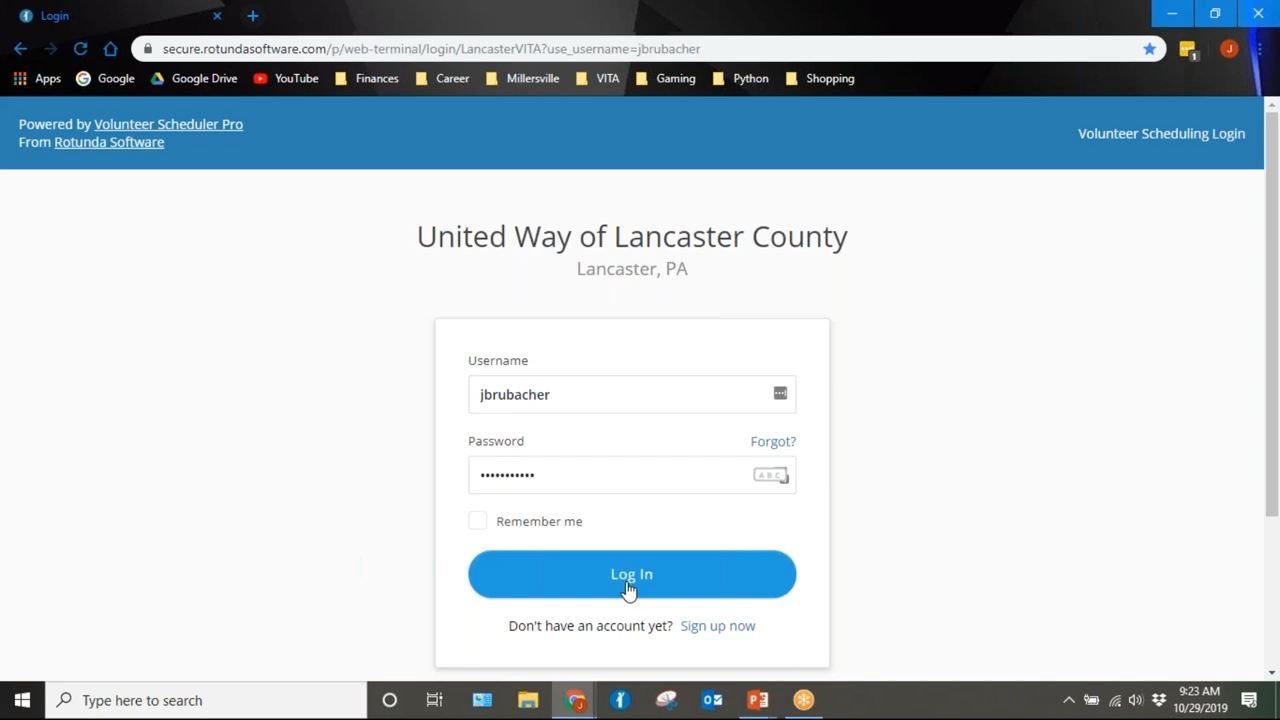 Login
secure.rotundasoftware.com/p/web-terminal/login/LancasterVITA?use_username=jbrubacher
1
J
Apps Google Google Drive YouTube Finances Career Millersville VITA Gaming Python Shopping
Powered by Volunteer Scheduler Pro
From Rotunda Software
Volunteer Scheduling Login
United Way of Lancaster County
Lancaster, PA
Username
jbrubacher
Password Forgot?
•••••••••••
ABC
Remember me
Log In
Don't have an account yet? Sign up now
Type here to search
9:23 AM
10/29/2019